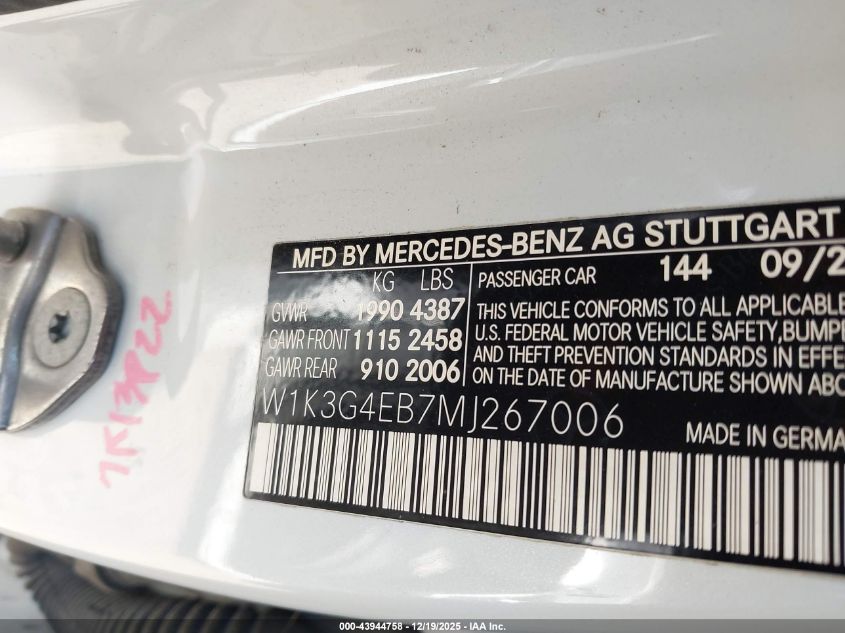 MFD BY MERCEDES-BENZ AG STUTTGART
KG LBS
GVWR 1990 4387
GAWR FRONT 1115 2458
GAWR REAR 910 2006
PASSENGER CAR 144 09/2
THIS VEHICLE CONFORMS TO ALL APPLICABLE
U.S. FEDERAL MOTOR VEHICLE SAFETY, BUMPE
AND THEFT PREVENTION STANDARDS IN EFFE
ON THE DATE OF MANUFACTURE SHOWN ABO
W1K3G4EB7MJ267006
MADE IN GERMA
000-43944758 - 12/19/2025 - IAA Inc.